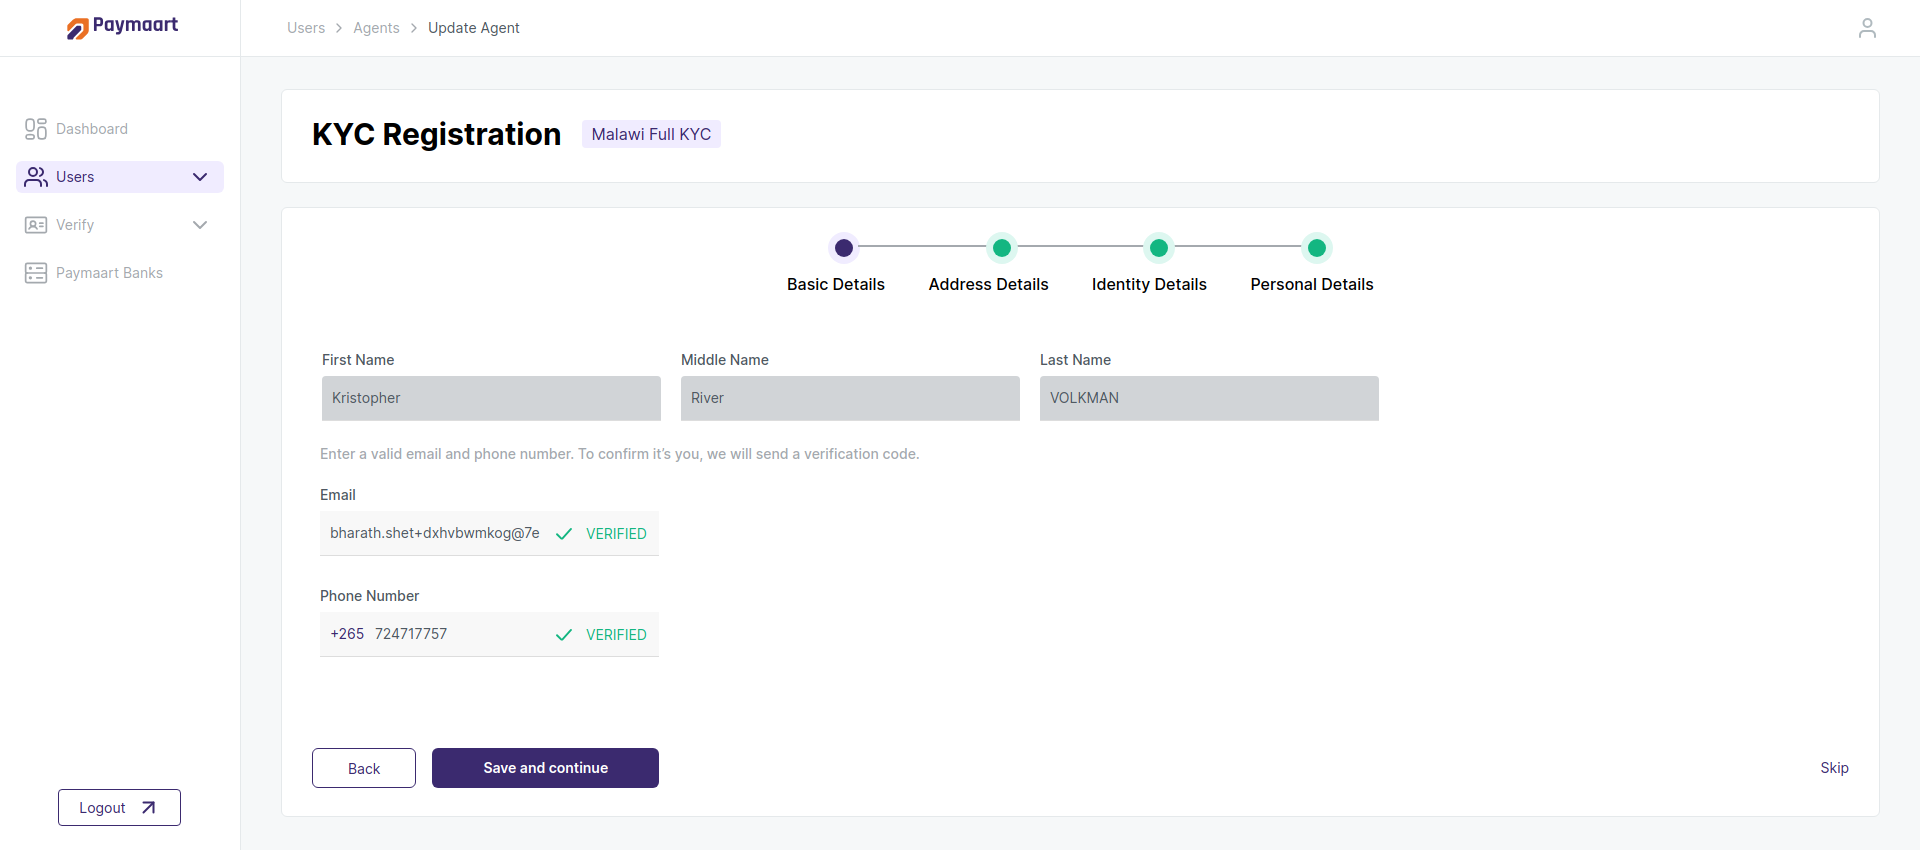 Paymaart
Users > Agents > Update Agent
Dashboard
Users
Verify
Paymaart Banks
Logout
KYC Registration Malawi Full KYC
Basic Details Address Details Identity Details Personal Details
First Name Middle Name Last Name
Kristopher River VOLKMAN
Enter a valid email and phone number. To confirm it’s you, we will send a verification code.
Email
bharath.shet+dxhvbwmkog@7e VERIFIED
Phone Number
+265 724717757 VERIFIED
Back Save and continue Skip